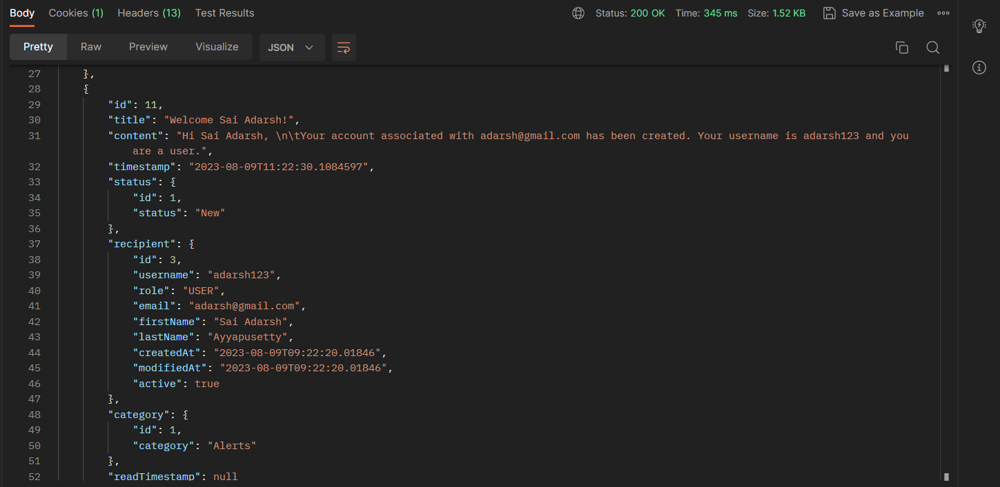 Body Cookies (1) Headers (13) Test Results Status: 200 OK Time: 345 ms Size: 1.52 KB Save as Example
Pretty Raw Preview Visualize JSON
27 },
28 {
29 "id": 11,
30 "title": "Welcome Sai Adarsh!",
31 "content": "Hi Sai Adarsh, \n\tYour account associated with adarsh@gmail.com has been created. Your username is adarsh123 and you
are a user.",
32 "timestamp": "2023-08-09T11:22:30.1084597",
33 "status": {
34 "id": 1,
35 "status": "New"
36 },
37 "recipient": {
38 "id": 3,
39 "username": "adarsh123",
40 "role": "USER",
41 "email": "adarsh@gmail.com",
42 "firstName": "Sai Adarsh",
43 "lastName": "Ayyapusetty",
44 "createdAt": "2023-08-09T09:22:20.01846",
45 "modifiedAt": "2023-08-09T09:22:20.01846",
46 "active": true
47 },
48 "category": {
49 "id": 1,
50 "category": "Alerts"
51 },
52 "readTimestamp": null